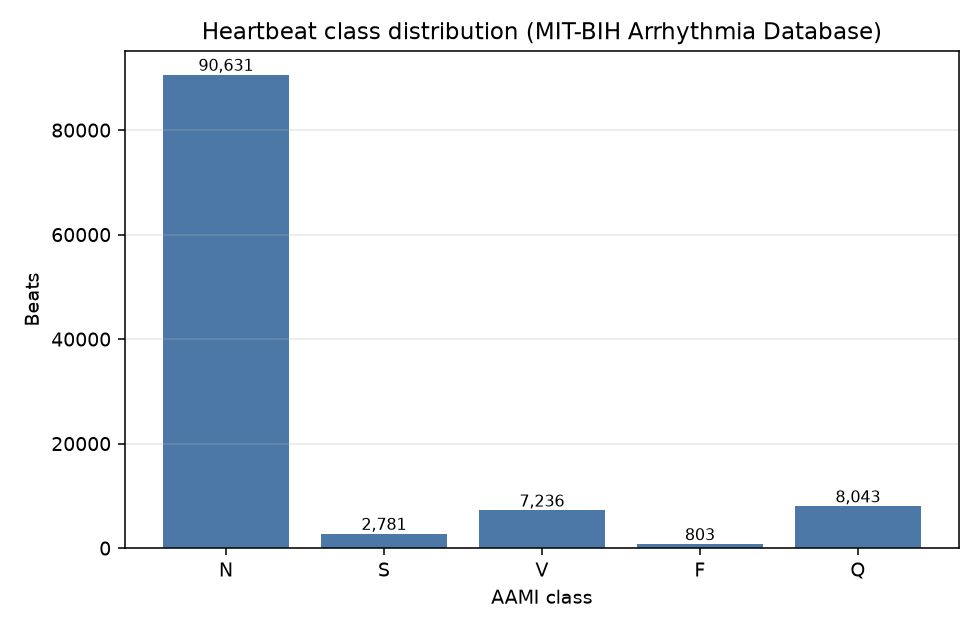 Heartbeat class distribution (MIT-BIH Arrhythmia Database)
90,631
80000
60000
Beats
40000
20000
7,236
8,043
2,781
803
0
N S V F Q
AAMI class